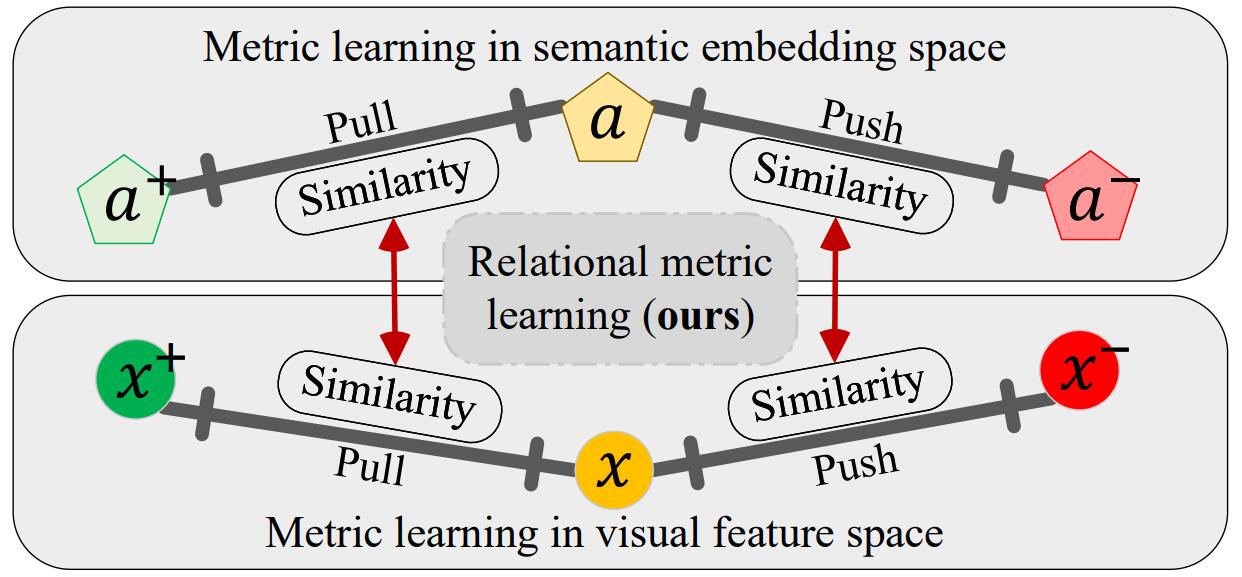 Metric learning in semantic embedding space
Pull
a
Push
Similarity
Similarity
a+
a−
Relational metric
learning (ours)
x+
x−
Similarity
Similarity
Pull
x
Push
Metric learning in visual feature space